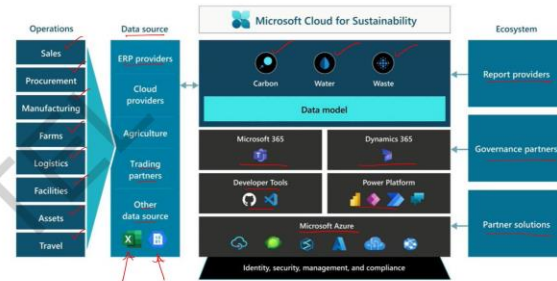 Microsoft Cloud for Sustainability
Operations
Sales
Procurement
Manufacturing
Farms
Logistics
Facilities
Assets
Travel
Data source
ERP providers
Cloud
providers
Agriculture
Trading
partners
Other
data source
Carbon
Water
Waste
Data model
Microsoft 365
Dynamics 365
Developer Tools
Power Platform
Microsoft Azure
Identity, security, management, and compliance
Ecosystem
Report providers
Governance partners
Partner solutions